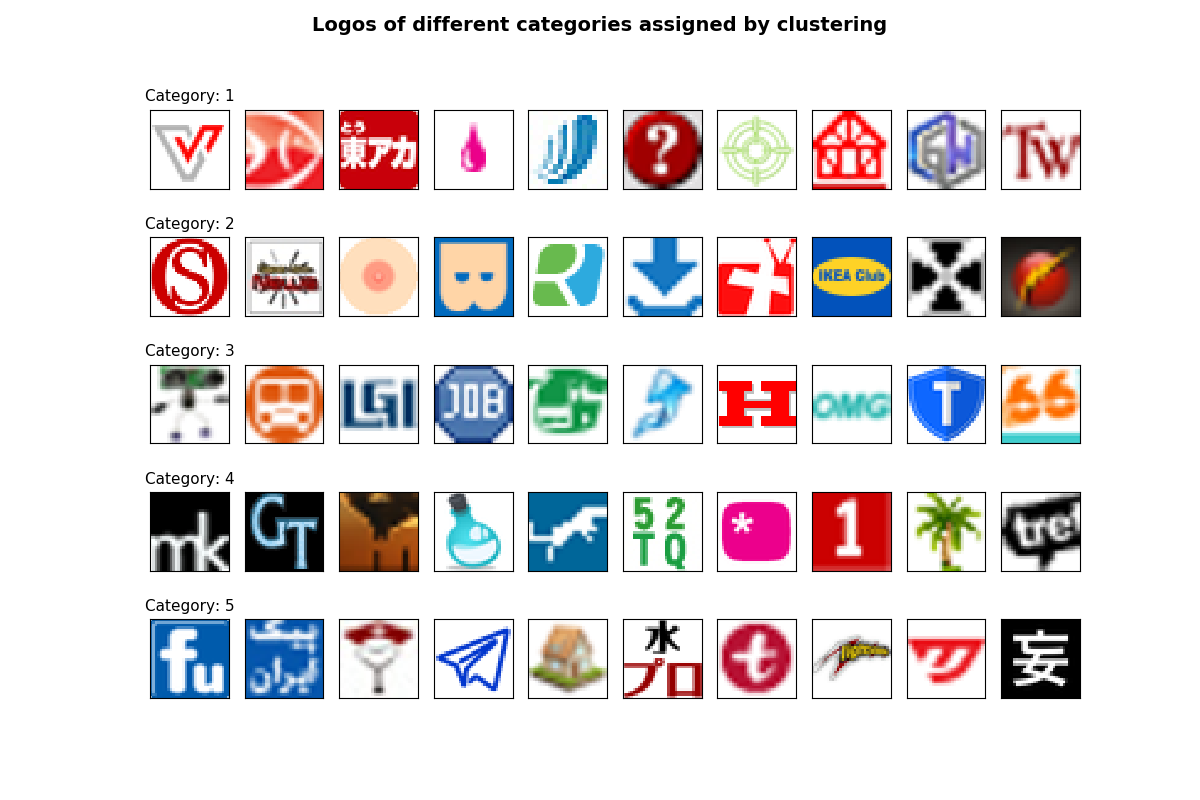 Logos of different categories assigned by clustering
Category: 1
V
とう
東アカ
?
GW
TW
Category: 2
S
IKEA Club
Category: 3
LGI
JOB
H
OMG
T
66
Category: 4
mk
GT
5 2
T Q
*
1
Category: 5
fu
پیک
ایران
水
プロ
t
妄